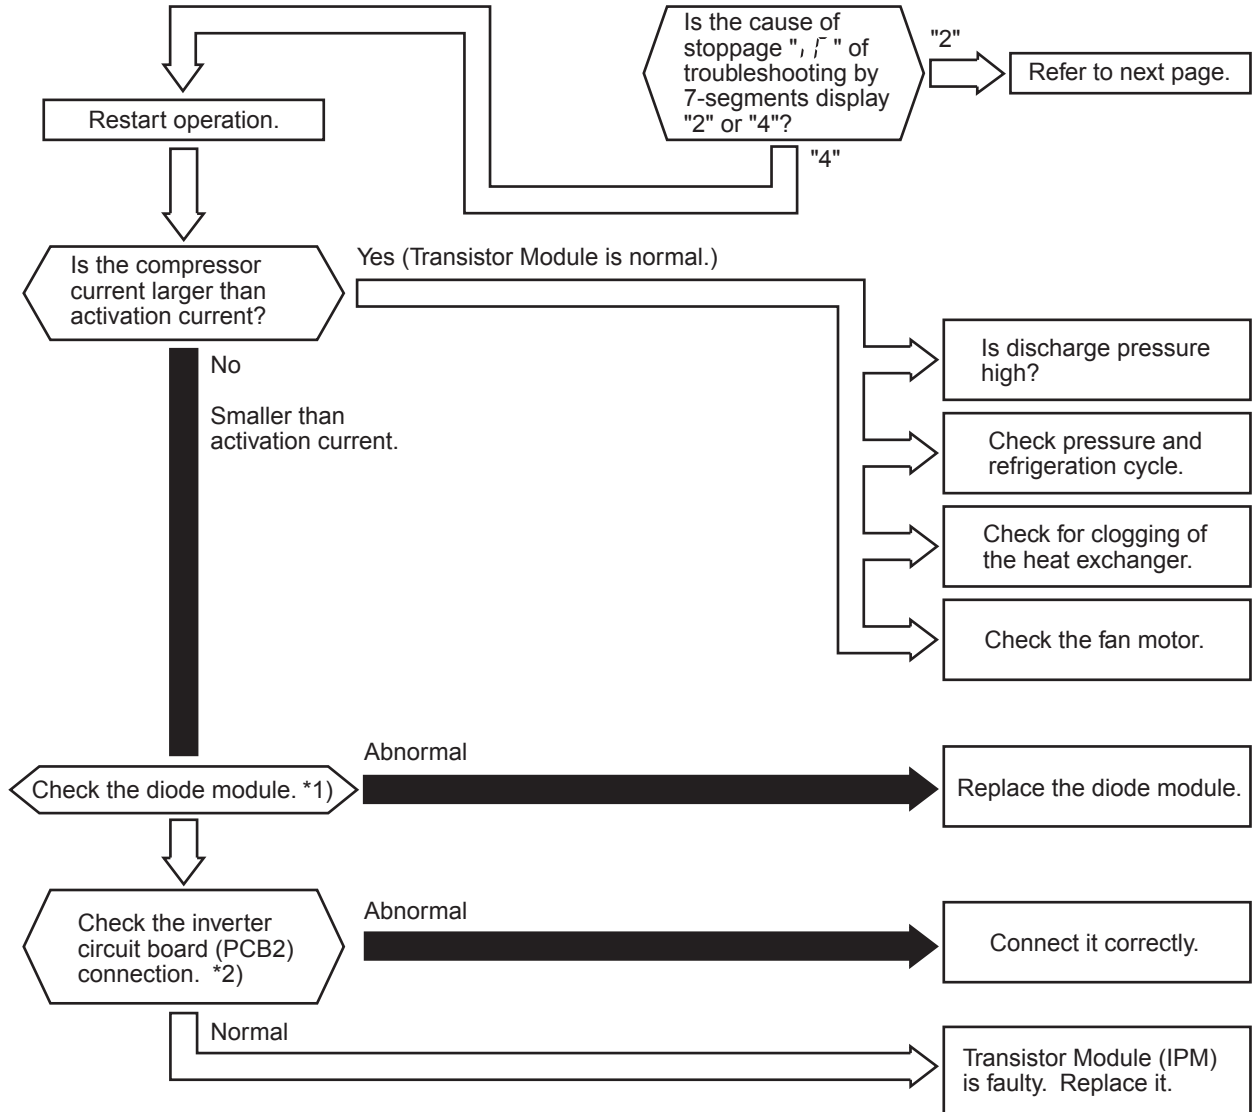 Is the cause of
stoppage " " of
troubleshooting by
7-segments display
"2" or "4"?
"2"
Refer to next page.
"4"
Restart operation.
Is the compressor
current larger than
activation current?
Yes (Transistor Module is normal.)
No
Smaller than
activation current.
Is discharge pressure
high?
Check pressure and
refrigeration cycle.
Check for clogging of
the heat exchanger.
Check the fan motor.
Check the diode module. *1)
Abnormal
Replace the diode module.
Check the inverter
circuit board (PCB2)
connection. *2)
Abnormal
Connect it correctly.
Normal
Transistor Module (IPM)
is faulty. Replace it.